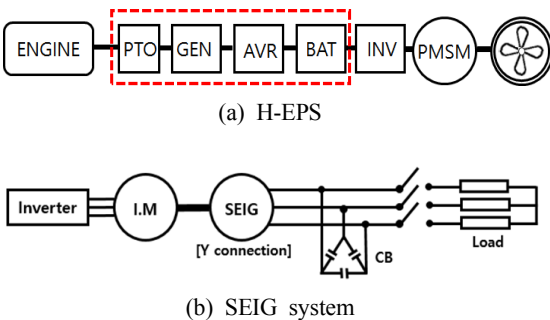 ENGINE PTO GEN AVR BAT INV PMSM
(a) H-EPS
Inverter I.M SEIG
[Y connection] CB Load
(b) SEIG system